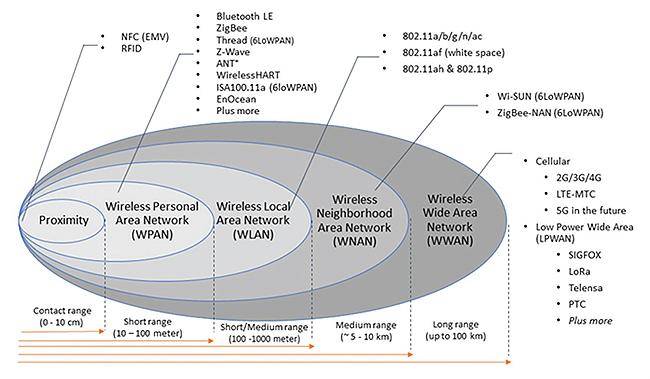 NFC (EMV)
RFID
Bluetooth LE
ZigBee
Thread (6LoWPAN)
Z-Wave
ANT+
WirelessHART
ISA100.11a (6loWPAN)
EnOcean
Plus more
802.11a/b/g/n/ac
802.11af (white space)
802.11ah & 802.11p
Wi-SUN (6LoWPAN)
ZigBee-NAN (6LoWPAN)
Cellular
2G/3G/4G
LTE-MTC
5G in the future
Low Power Wide Area
(LPWAN)
SIGFOX
LoRa
Telensa
PTC
Plus more
Proximity
Wireless Personal
Area Network
(WPAN)
Wireless Local
Area Network
(WLAN)
Wireless
Neighborhood
Area Network
(WNAN)
Wireless
Wide Area
Network
(WWAN)
Contact range
(0 - 10 cm)
Short range
(10 – 100 meter)
Short/Medium range
(100 -1000 meter)
Medium range
(~ 5 - 10 km)
Long range
(up to 100 km)